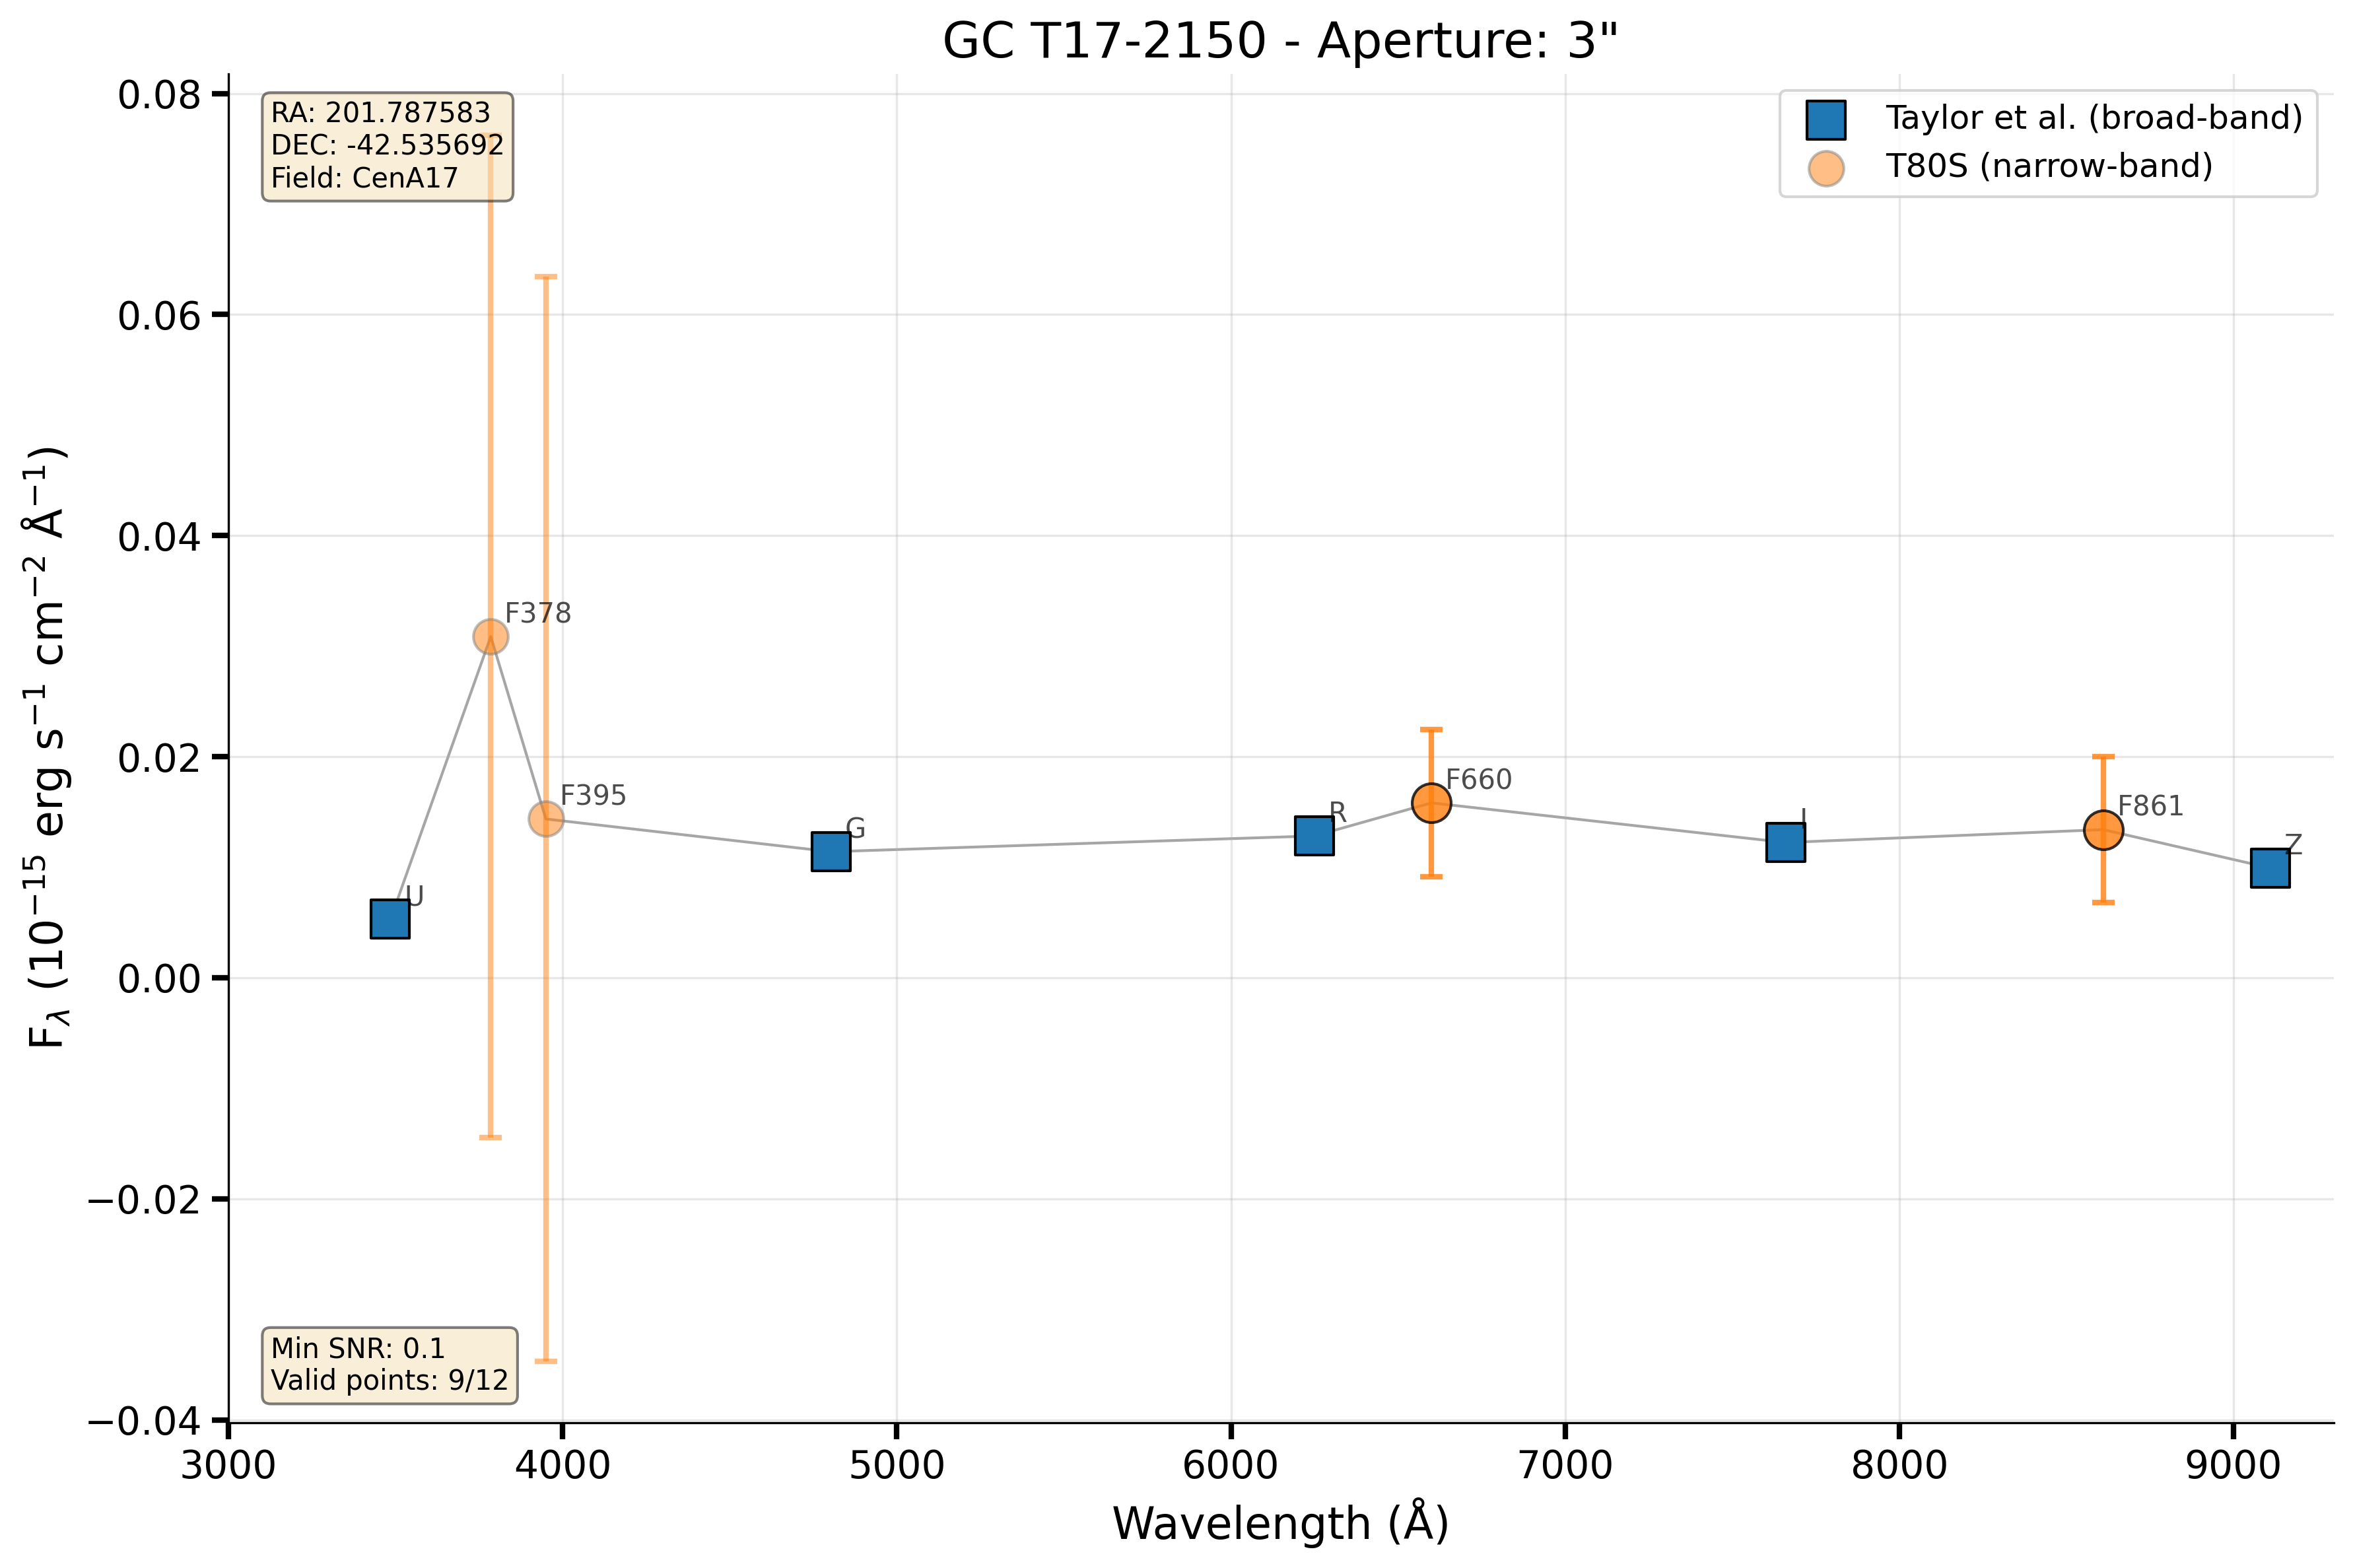 GC T17-2150 - Aperture: 3"
RA: 201.787583
DEC: -42.535692
Field: CenA17
Taylor et al. (broad-band)
T80S (narrow-band)
0.08
0.06
0.04
0.02
0.00
−0.02
−0.04
F$_{\lambda}$ (10$^{-15}$ erg s$^{-1}$ cm$^{-2}$ Å$^{-1}$)
U
F378
F395
G
R
F660
I
F861
Z
Min SNR: 0.1
Valid points: 9/12
3000 4000 5000 6000 7000 8000 9000
Wavelength (Å)